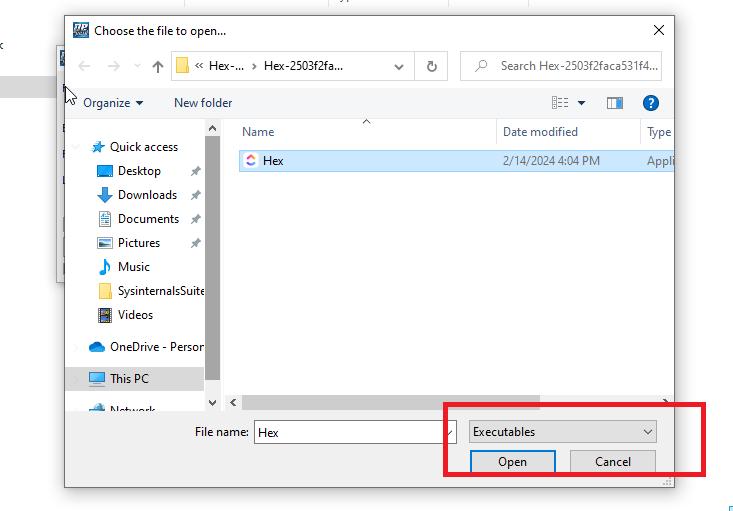 Choose the file to open...
Hex-... Hex-2503f2fa...
Search Hex-2503f2faca531f4...
Organize New folder
Name Date modified Type
Quick access
Hex 2/14/2024 4:04 PM Appli
Desktop
Downloads
Documents
Pictures
Music
SysinternalsSuite
Videos
OneDrive - Person
This PC
Network
File name: Hex Executables
Open Cancel